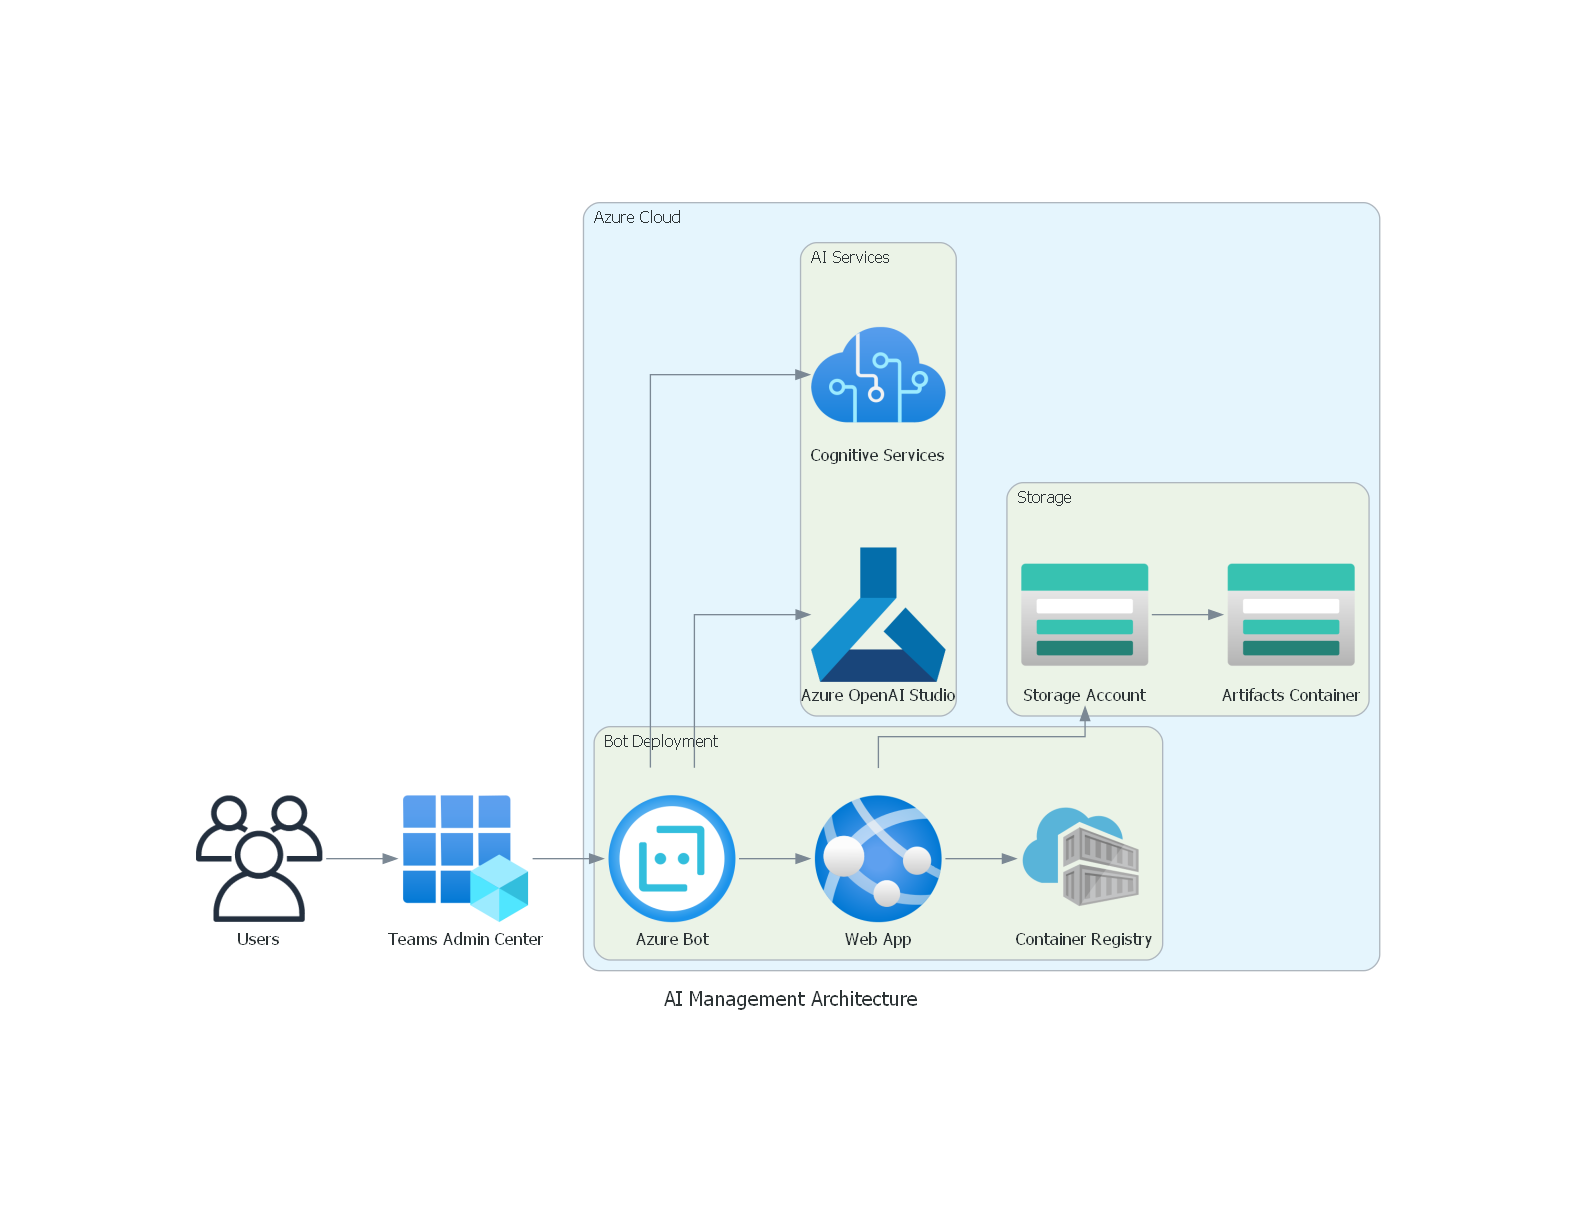 Azure Cloud
AI Services
Cognitive Services
Storage
Azure OpenAI Studio
Storage Account
Artifacts Container
Bot Deployment
Users
Teams Admin Center
Azure Bot
Web App
Container Registry
AI Management Architecture